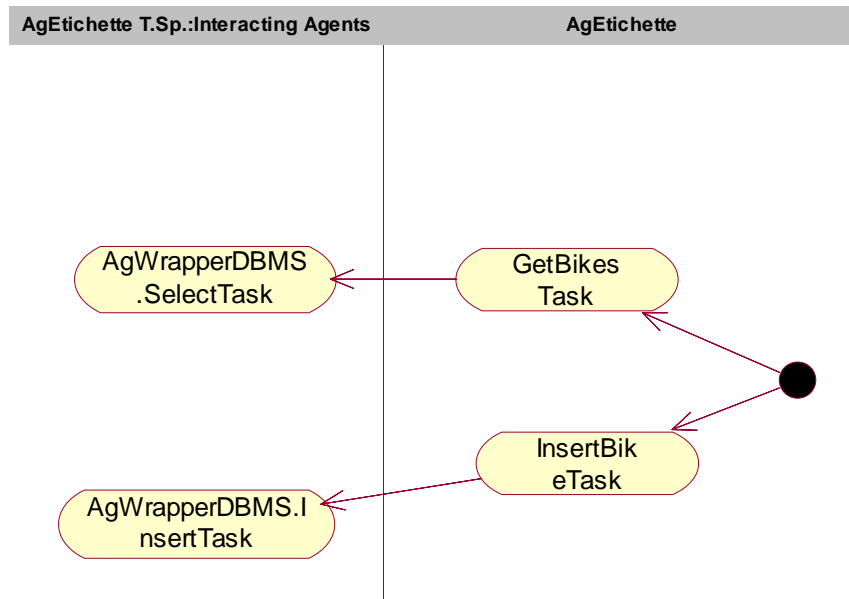 AgEtichette T.Sp.:Interacting Agents
AgEtichette
AgWrapperDBMS
.SelectTask
GetBikes
Task
InsertBik
eTask
AgWrapperDBMS.I
nsertTask